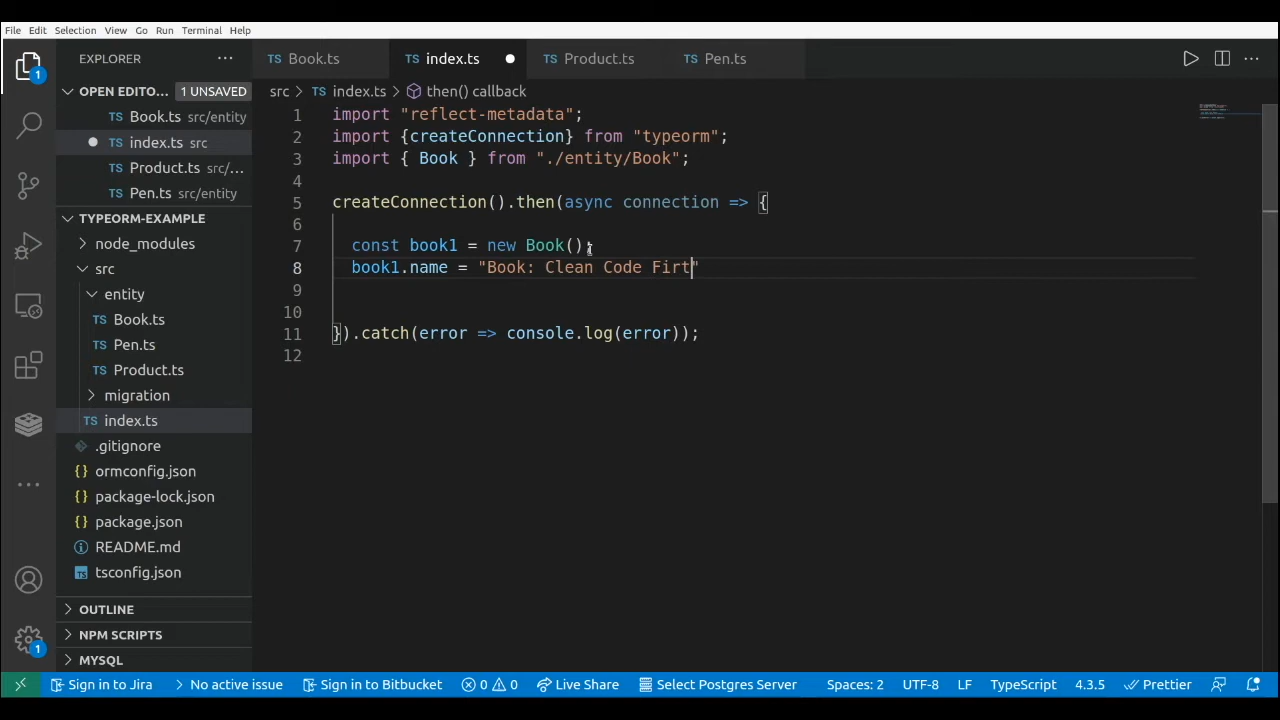 File Edit Selection View Go Run Terminal Help
EXPLORER ...
OPEN EDITO... 1 UNSAVED
TS Book.ts src/entity
TS index.ts src
TS Product.ts src/...
TS Pen.ts src/entity
TYPEORM-EXAMPLE
node_modules
src
entity
TS Book.ts
TS Pen.ts
TS Product.ts
migration
TS index.ts
.gitignore
{} ormconfig.json
{} package-lock.json
{} package.json
README.md
TS tsconfig.json
OUTLINE
NPM SCRIPTS
MYSQL
1
1
TS Book.ts TS index.ts TS Product.ts TS Pen.ts
src > TS index.ts > then() callback
1 import "reflect-metadata";
2 import {createConnection} from "typeorm";
3 import { Book } from "./entity/Book";
4
5 createConnection().then(async connection => {
6
7 const book1 = new Book();
8 book1.name = "Book: Clean Code Firt"
9
10
11 }).catch(error => console.log(error));
12
Sign in to Jira > No active issue Sign in to Bitbucket 0 0 Live Share Select Postgres Server Spaces: 2 UTF-8 LF TypeScript 4.3.5 Prettier